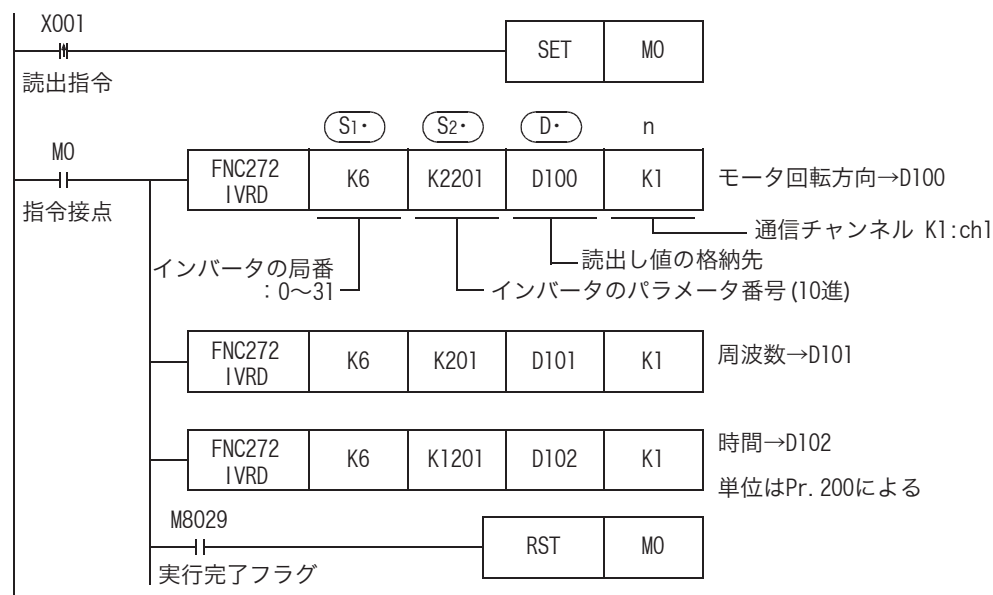 X001
SET M0
読出指令
S1・ S2・ D・ n
M0
FNC272 IVRD K6 K2201 D100 K1 モータ回転方向→D100
指令接点
通信チャンネル K1:ch1
読出し値の格納先
インバータの局番
:0~31
インバータのパラメータ番号(10進)
FNC272 IVRD K6 K201 D101 K1 周波数→D101
FNC272 IVRD K6 K1201 D102 K1 時間→D102
単位はPr.200による
M8029
RST M0
実行完了フラグ